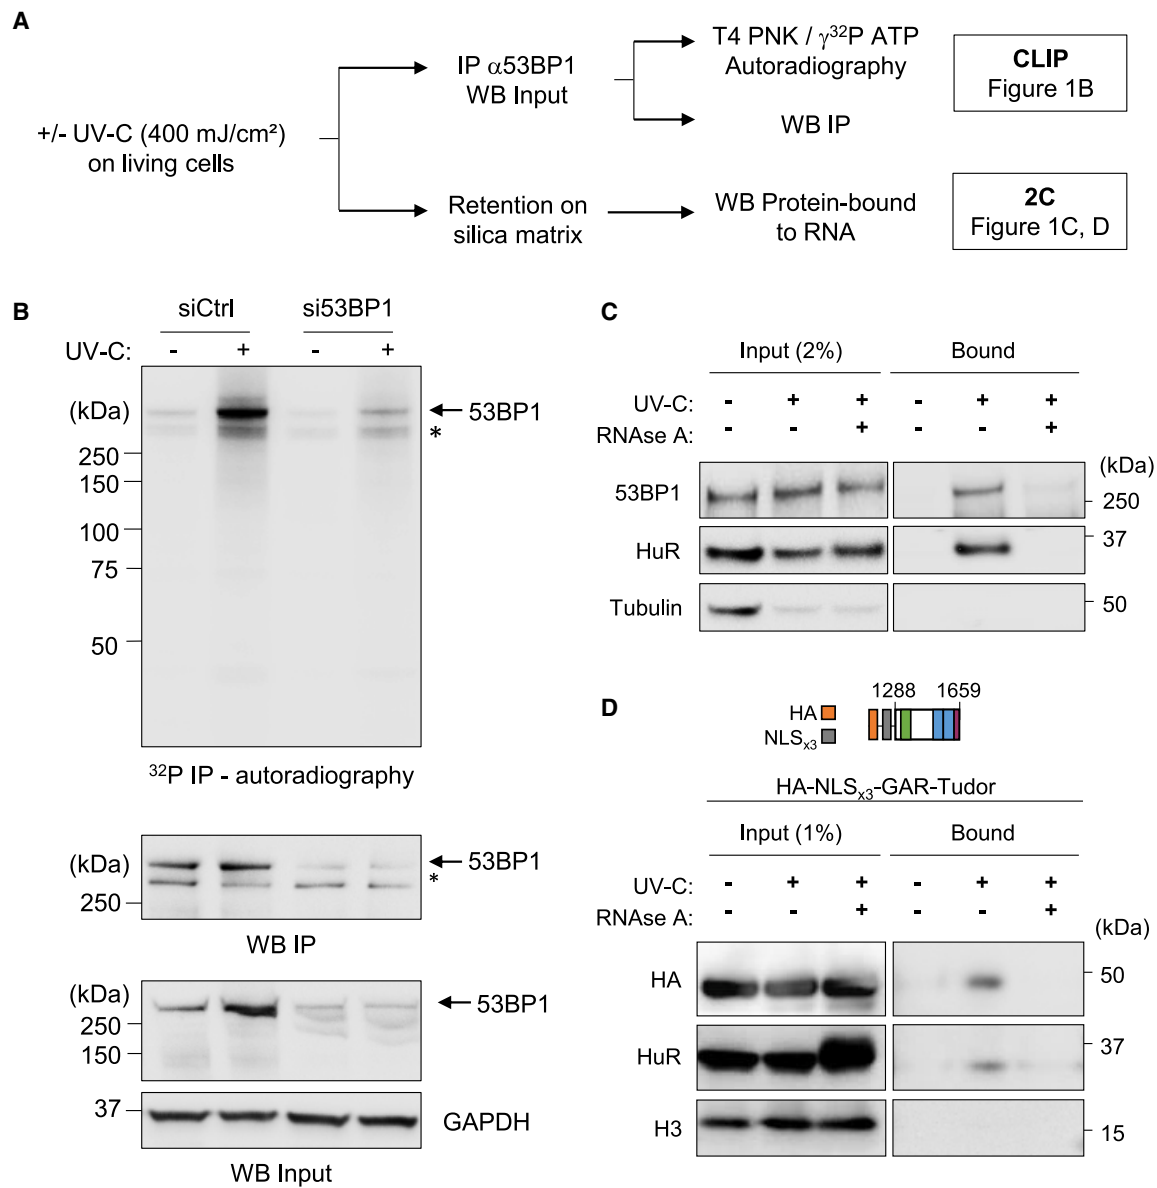 A
+/- UV-C (400 mJ/cm²)
on living cells
IP α53BP1
WB Input
T4 PNK / γ³²P ATP
Autoradiography
WB IP
CLIP
Figure 1B
Retention on
silica matrix
WB Protein-bound
to RNA
2C
Figure 1C, D
B
siCtrl si53BP1
UV-C: - + - +
(kDa)
53BP1
*
250
150
100
75
50
³²P IP - autoradiography
(kDa)
53BP1
*
250
WB IP
(kDa)
53BP1
250
150
37
GAPDH
WB Input
C
Input (2%) Bound
UV-C: - + + - + +
RNAse A: - - + - - +
(kDa)
53BP1
250
HuR
37
Tubulin
50
D
1288 1659
HA
NLSx3
HA-NLSx3-GAR-Tudor
Input (1%) Bound
UV-C: - + + - + +
RNAse A: - - + - - +
(kDa)
HA
50
HuR
37
H3
15